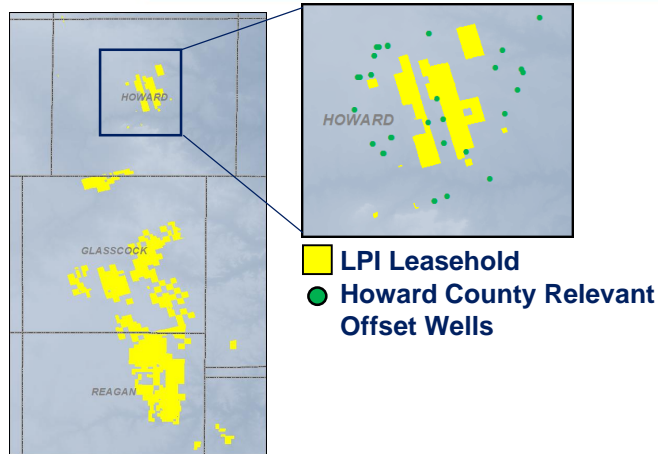 HOWARD
GLASSCOCK
REAGAN
HOWARD
LPI Leasehold
Howard County Relevant
Offset Wells